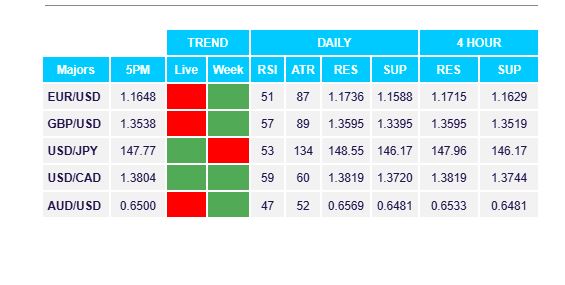 TREND DAILY 4 HOUR
Majors 5PM Live Week RSI ATR RES SUP RES SUP
EUR/USD 1.1648 51 87 1.1736 1.1588 1.1715 1.1629
GBP/USD 1.3538 57 89 1.3595 1.3395 1.3595 1.3519
USD/JPY 147.77 53 134 148.55 146.17 147.96 146.17
USD/CAD 1.3804 59 60 1.3819 1.3720 1.3819 1.3744
AUD/USD 0.6500 47 52 0.6569 0.6481 0.6533 0.6481